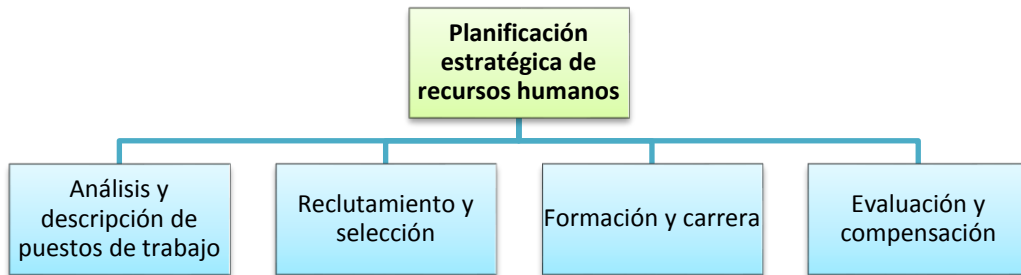 Planificación
estratégica de
recursos humanos
Análisis y
descripción de
puestos de trabajo
Reclutamiento y
selección
Formación y carrera
Evaluación y
compensación